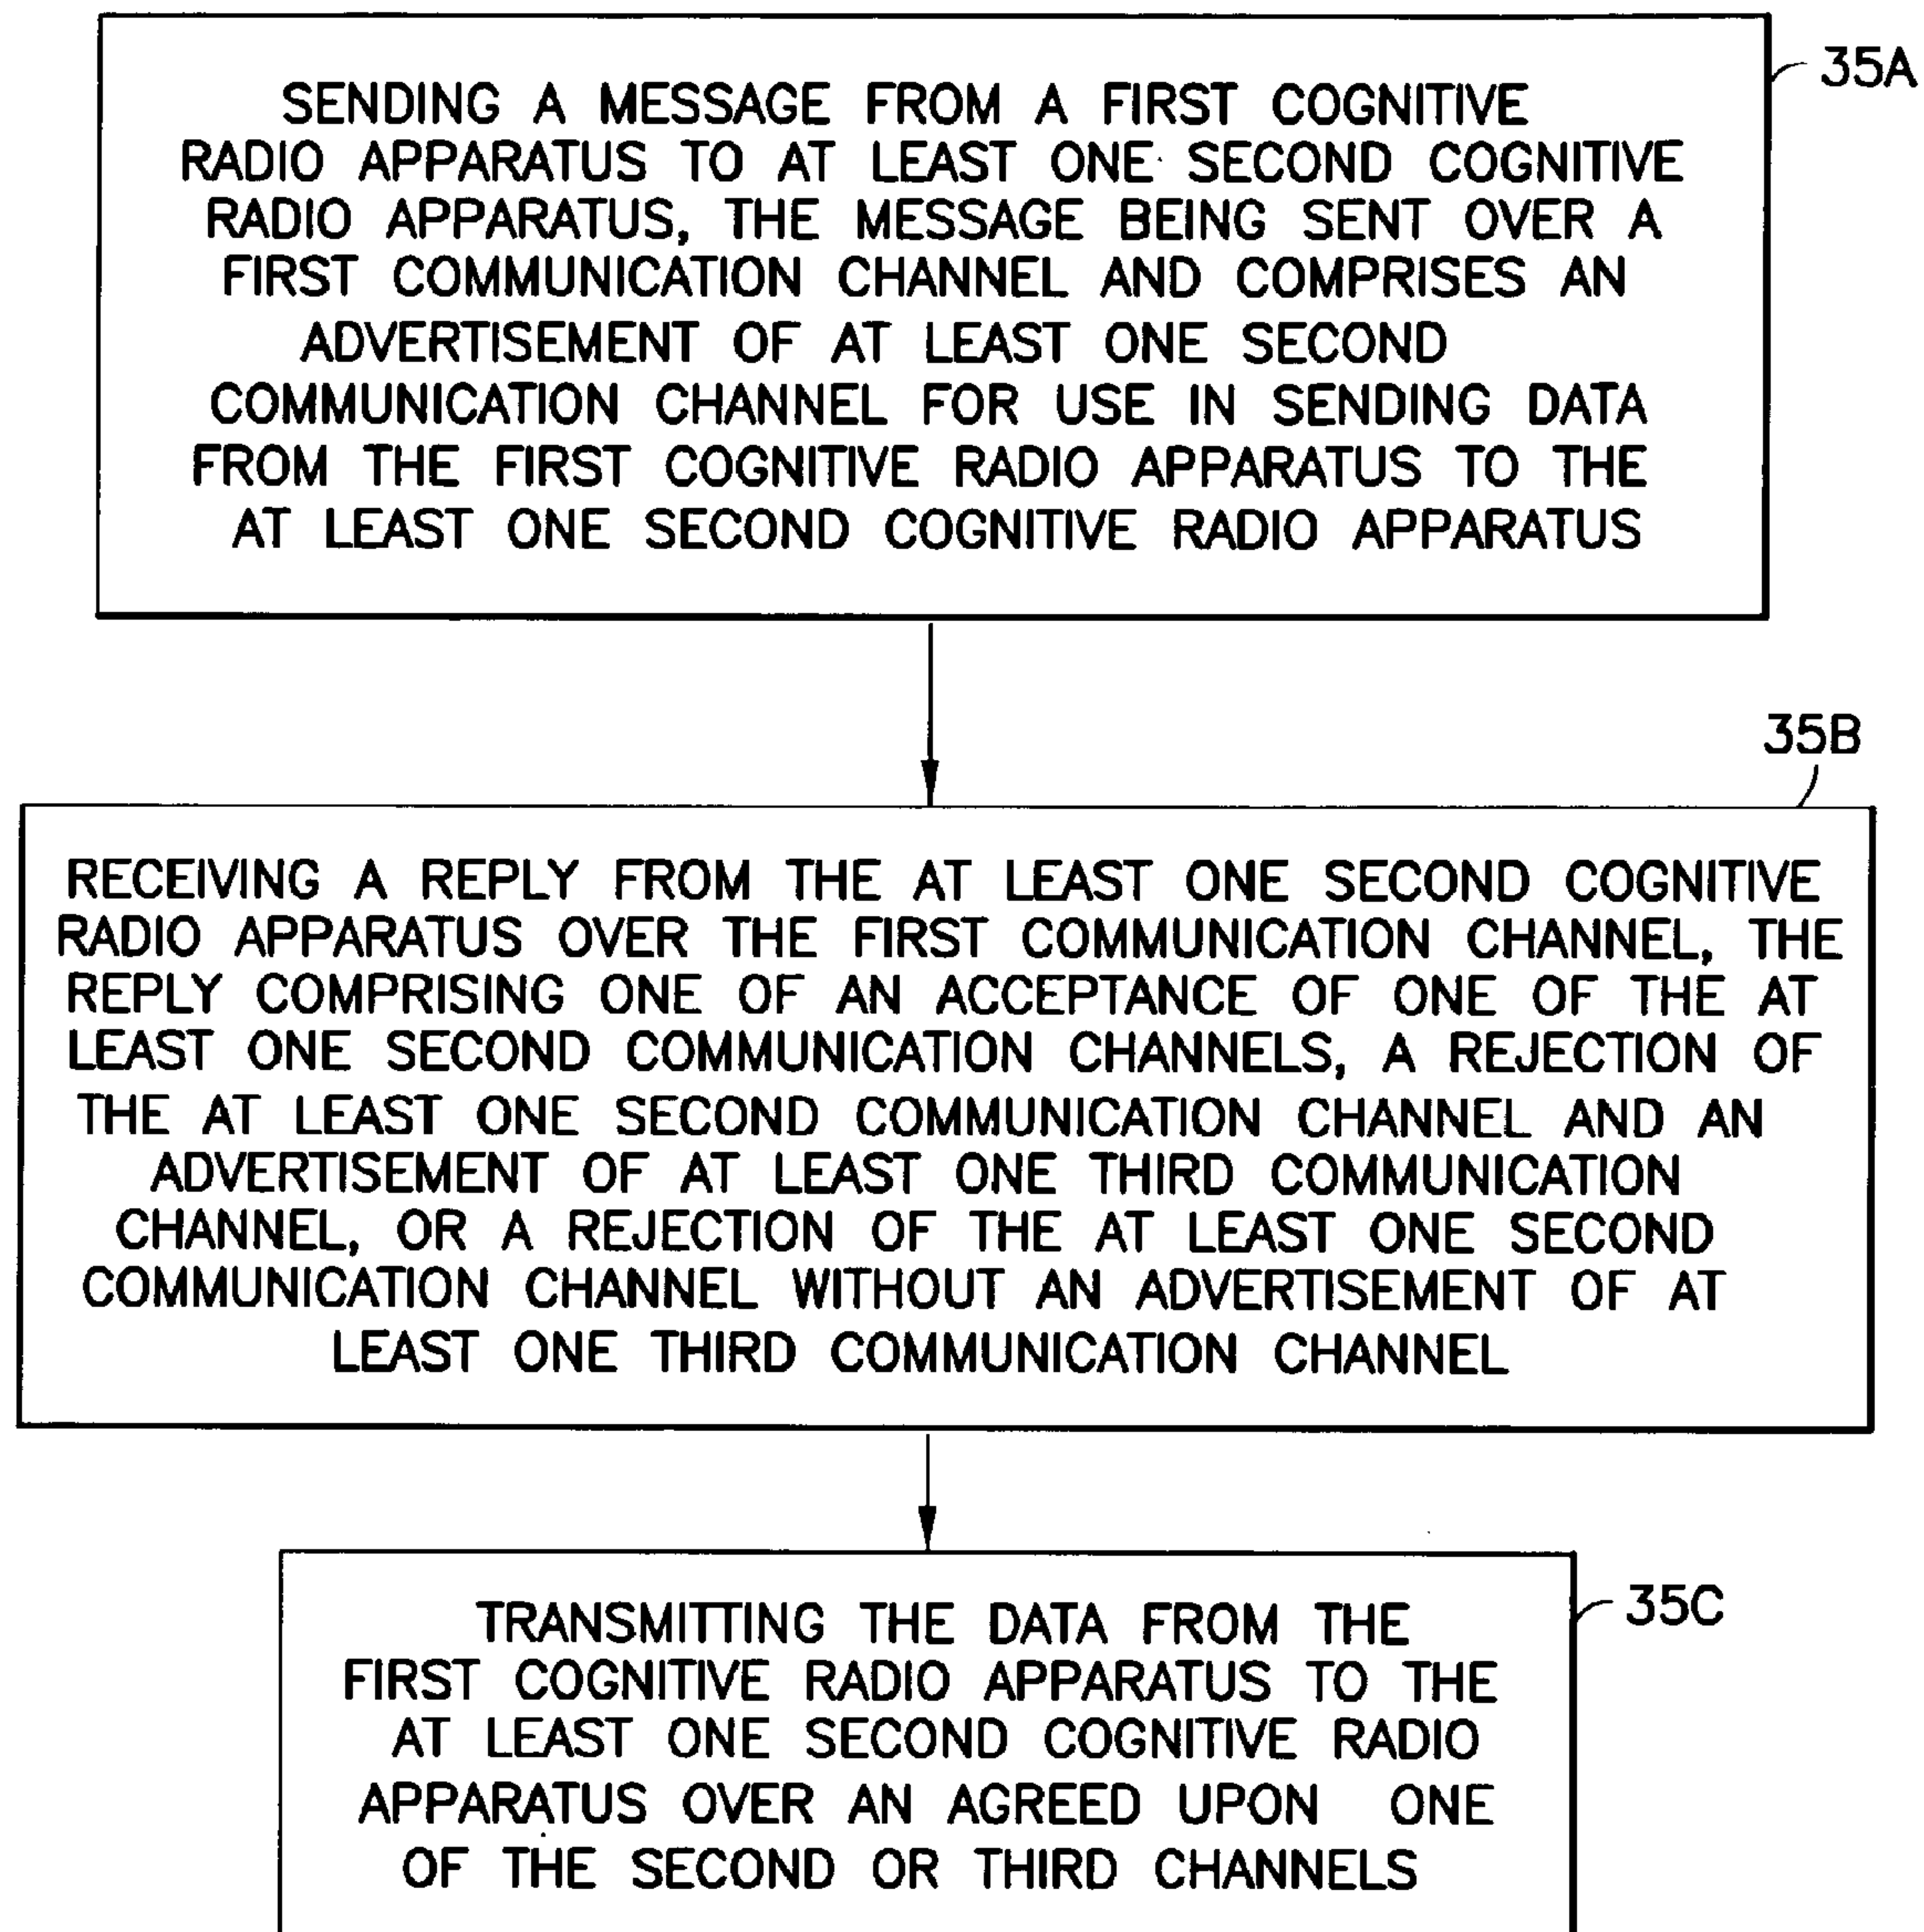 SENDING A MESSAGE FROM A FIRST COGNITIVE
RADIO APPARATUS TO AT LEAST ONE SECOND COGNITIVE
RADIO APPARATUS, THE MESSAGE BEING SENT OVER A
FIRST COMMUNICATION CHANNEL AND COMPRISES AN
ADVERTISEMENT OF AT LEAST ONE SECOND
COMMUNICATION CHANNEL FOR USE IN SENDING DATA
FROM THE FIRST COGNITIVE RADIO APPARATUS TO THE
AT LEAST ONE SECOND COGNITIVE RADIO APPARATUS
35A
35B
RECEIVING A REPLY FROM THE AT LEAST ONE SECOND COGNITIVE
RADIO APPARATUS OVER THE FIRST COMMUNICATION CHANNEL, THE
REPLY COMPRISING ONE OF AN ACCEPTANCE OF ONE OF THE AT
LEAST ONE SECOND COMMUNICATION CHANNELS, A REJECTION OF
THE AT LEAST ONE SECOND COMMUNICATION CHANNEL AND AN
ADVERTISEMENT OF AT LEAST ONE THIRD COMMUNICATION
CHANNEL, OR A REJECTION OF THE AT LEAST ONE SECOND
COMMUNICATION CHANNEL WITHOUT AN ADVERTISEMENT OF AT
LEAST ONE THIRD COMMUNICATION CHANNEL
TRANSMITTING THE DATA FROM THE
FIRST COGNITIVE RADIO APPARATUS TO THE
AT LEAST ONE SECOND COGNITIVE RADIO
APPARATUS OVER AN AGREED UPON ONE
OF THE SECOND OR THIRD CHANNELS
35C